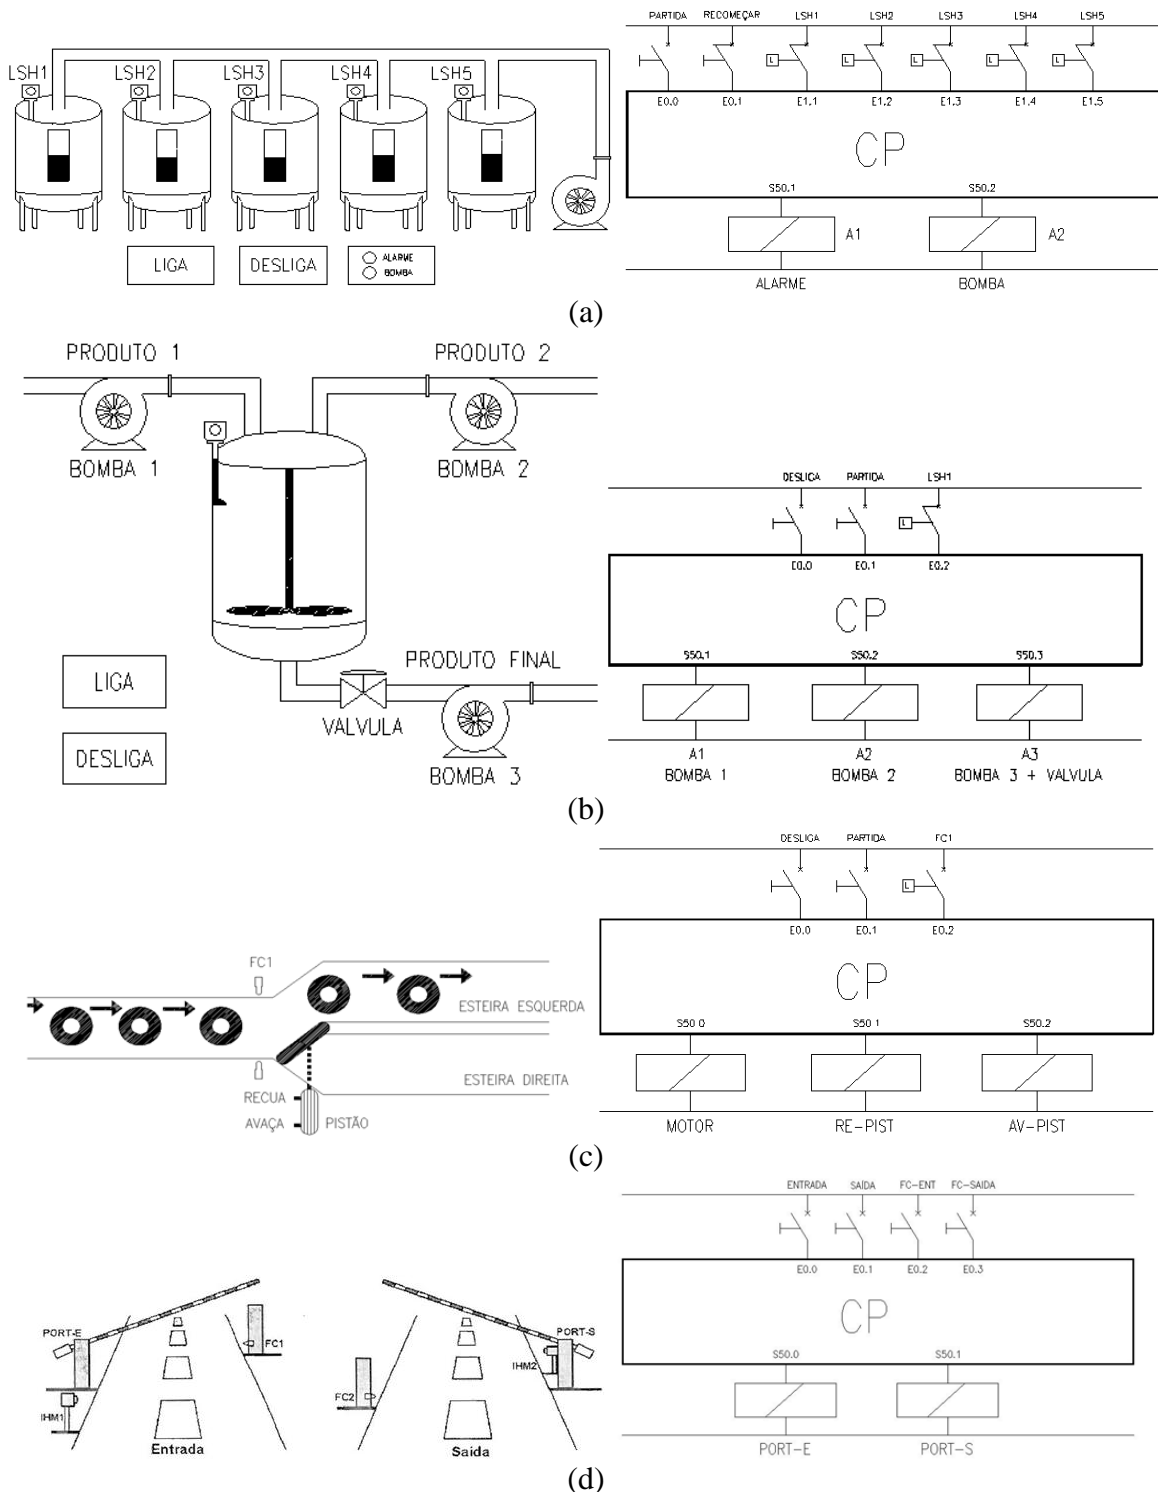 PARTIDA RECOMEÇAR LSH1 LSH2 LSH3 LSH4 LSH5
LSH1 LSH2 LSH3 LSH4 LSH5
E0.0 E0.1 E1.1 E1.2 E1.3 E1.4 E1.5
CP
S50.1 S50.2
A1 A2
LIGA DESLIGA ALARME
BOMBA
ALARME BOMBA
(a)
PRODUTO 1 PRODUTO 2
BOMBA 1 BOMBA 2
DESLIGA PARTIDA LSH1
L
E0.0 E0.1 E0.2
CP
S50.1 S50.2 S50.3
PRODUTO FINAL
LIGA
VALVULA
DESLIGA
BOMBA 3
A1 A2 A3
BOMBA 1 BOMBA 2 BOMBA 3 + VALVULA
(b)
DESLIGA PARTIDA FC1
L
E0.0 E0.1 E0.2
CP
FC1
ESTEIRA ESQUERDA
S50 0 S50 1 S50.2
ESTEIRA DIREITA
RECUA
AVAÇA PISTÃO
MOTOR RE-PIST AV-PIST
(c)
ENTRADA SAÍDA FC-ENT FC-SAIDA
E0.0 E0.1 E0.2 E0.3
CP
PORT-E FC1 PORT-S
IHM2
S50.0 S50.1
FC2
IHM1
Entrada Saída
PORT-E PORT-S
(d)